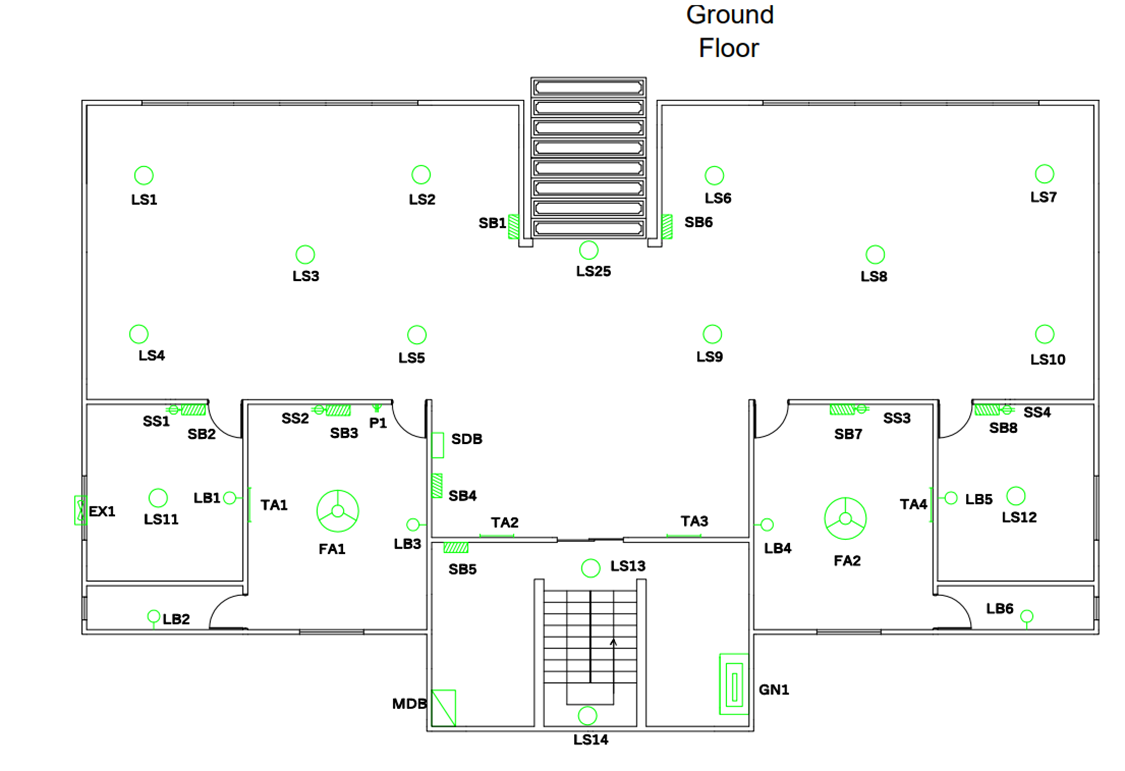 Ground
Floor
LS1
LS2
SB1
SB6
LS6
LS7
LS3
LS25
LS8
LS4
LS5
LS9
LS10
SS1
SB2
SS2
SB3
P1
SDB
SB7
SS3
SB8
SS4
SB4
EX1
LS11
LB1
TA1
FA1
LB3
TA2
TA3
LB4
FA2
TA4
LB5
LS12
SB5
LS13
LB2
LB6
MDB
GN1
LS14